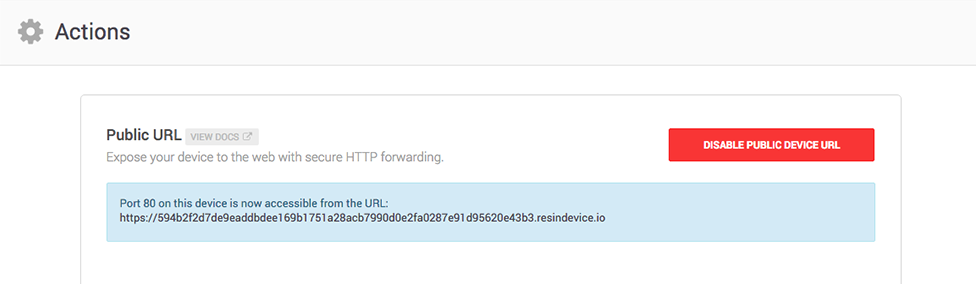 Actions
Public URL VIEW DOCS
DISABLE PUBLIC DEVICE URL
Expose your device to the web with secure HTTP forwarding.
Port 80 on this device is now accessible from the URL:
https://594b2f2d7de9eaddbdee169b1751a28acb7990d0e2fa0287e91d95620e43b3.resindevice.io